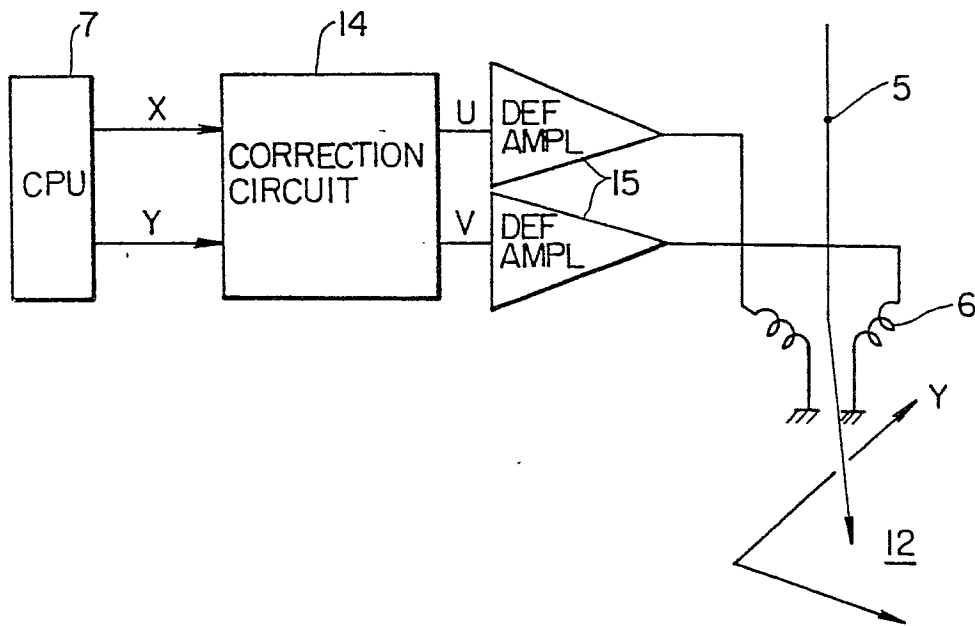 7
14
5
X
U
DEF
AMPL
CORRECTION
CIRCUIT
CPU
15
Y
V
DEF
AMPL
6
Y
12